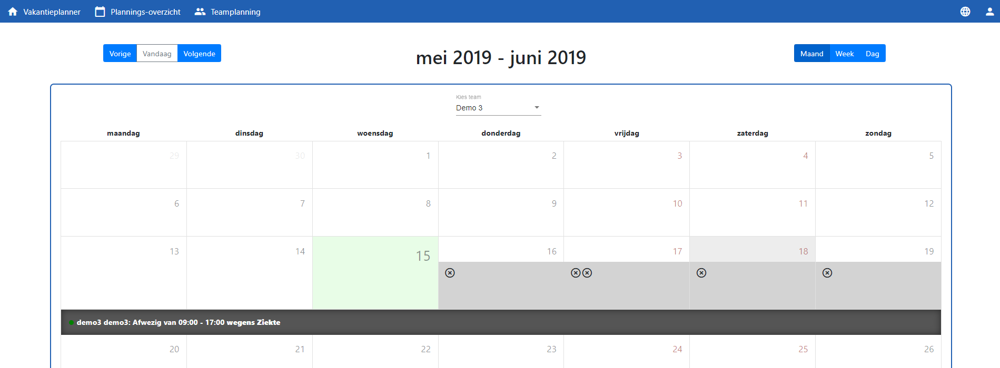 Vakantieplanner Plannings-overzicht Teamplanning
Vorige Vandaag Volgende
mei 2019 - juni 2019
Maand Week Dag
Kies team
Demo 3
maandag dinsdag woensdag donderdag vrijdag zaterdag zondag
29 30 1 2 3 4 5
6 7 8 9 10 11 12
13 14 15 16 17 18 19
demo3 demo3: Afwezig van 09:00 - 17:00 wegens Ziekte
20 21 22 23 24 25 26